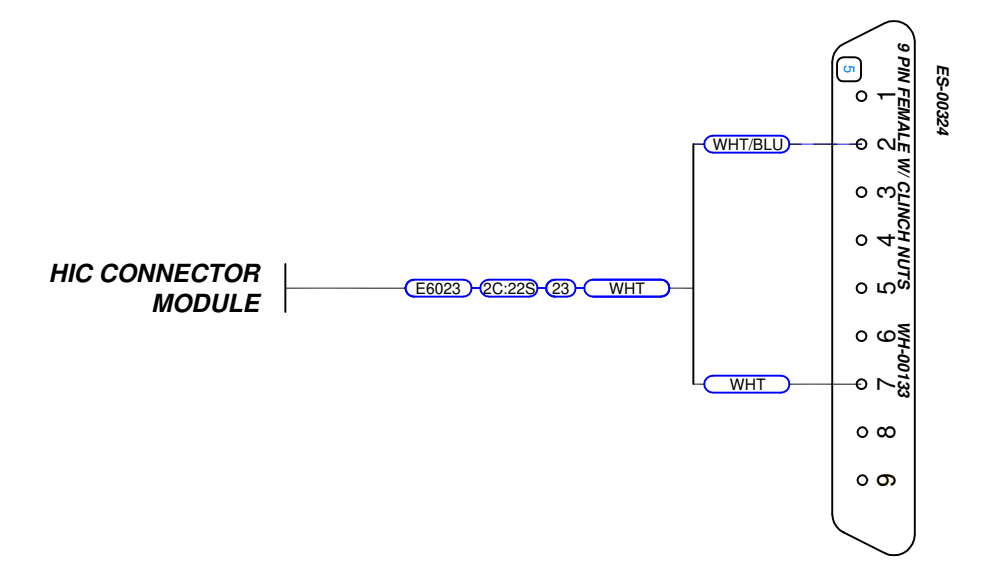 HIC CONNECTOR
MODULE
E6023
2C:22S
23
WHT
WHT/BLU
WHT
5
1
2
3
4
5
6
7
8
9
9 PIN FEMALE W/ CLINCH NUTS
WH-00133
ES-00324